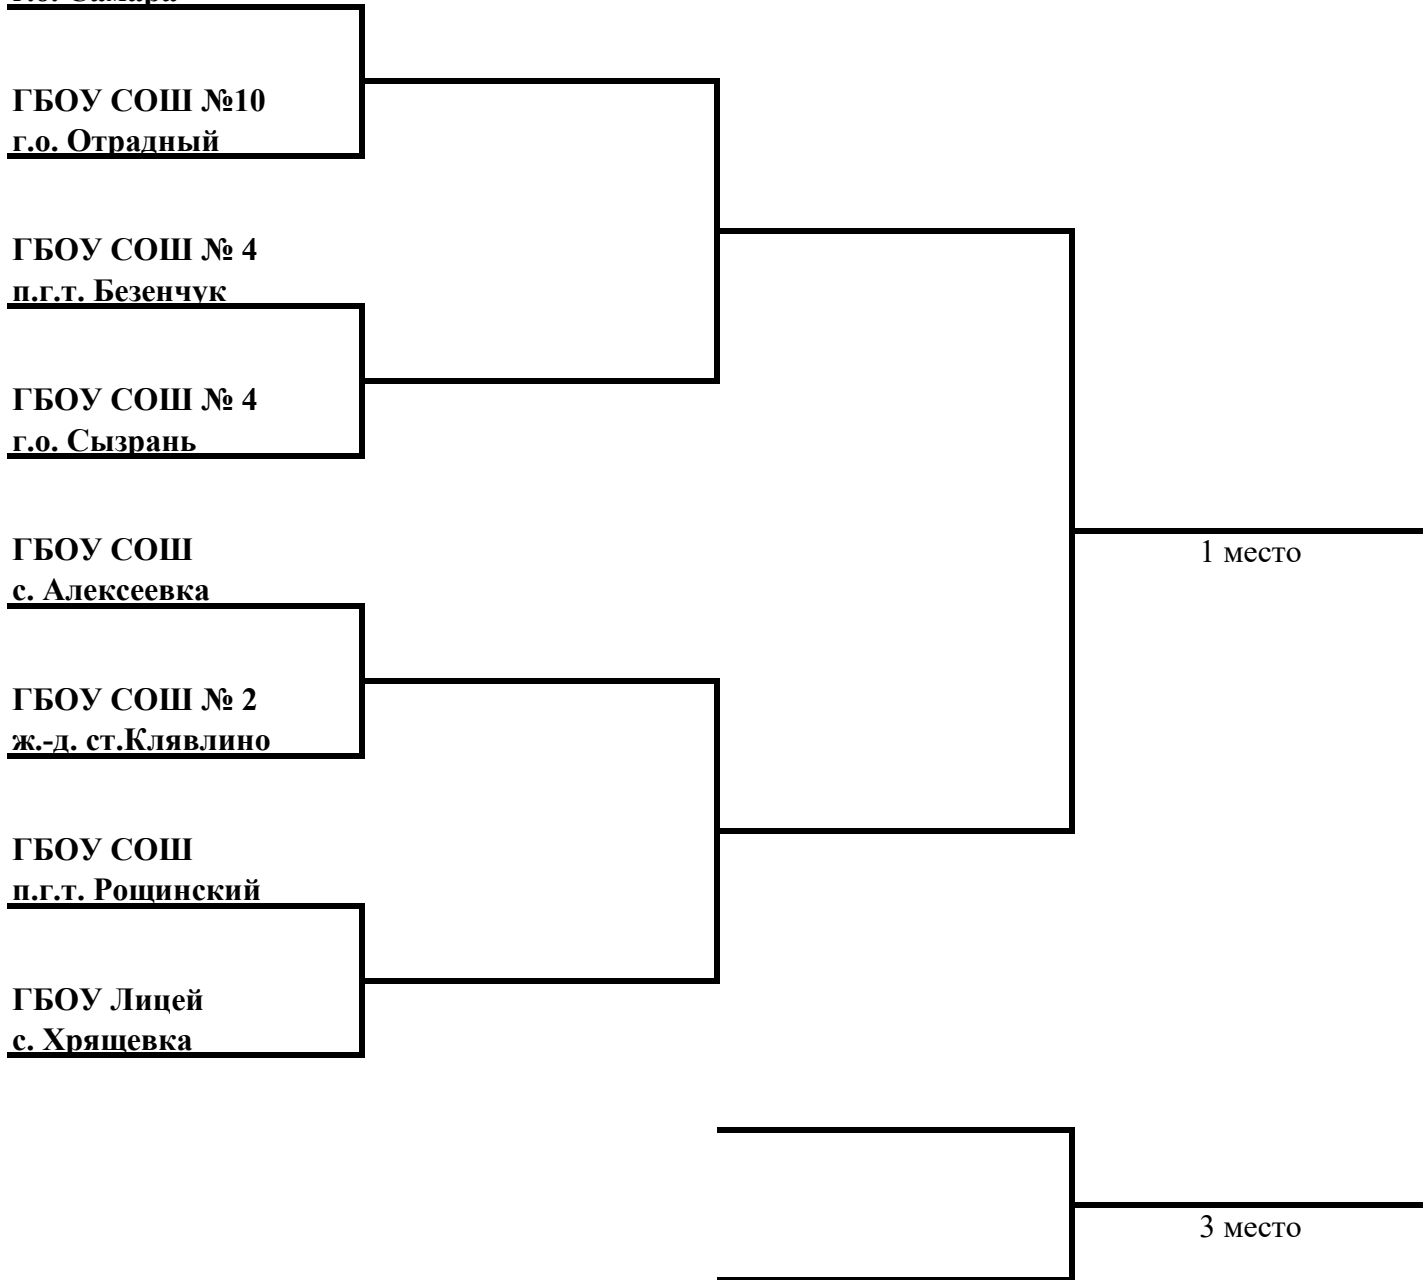 г.о. Самара
ГБОУ СОШ №10
г.о. Отрадный
ГБОУ СОШ № 4
п.г.т. Безенчук
ГБОУ СОШ № 4
г.о. Сызрань
ГБОУ СОШ
с. Алексеевка
1 место
ГБОУ СОШ № 2
ж.-д. ст.Клявлино
ГБОУ СОШ
п.г.т. Рощинский
ГБОУ Лицей
с. Хрящевка
3 место